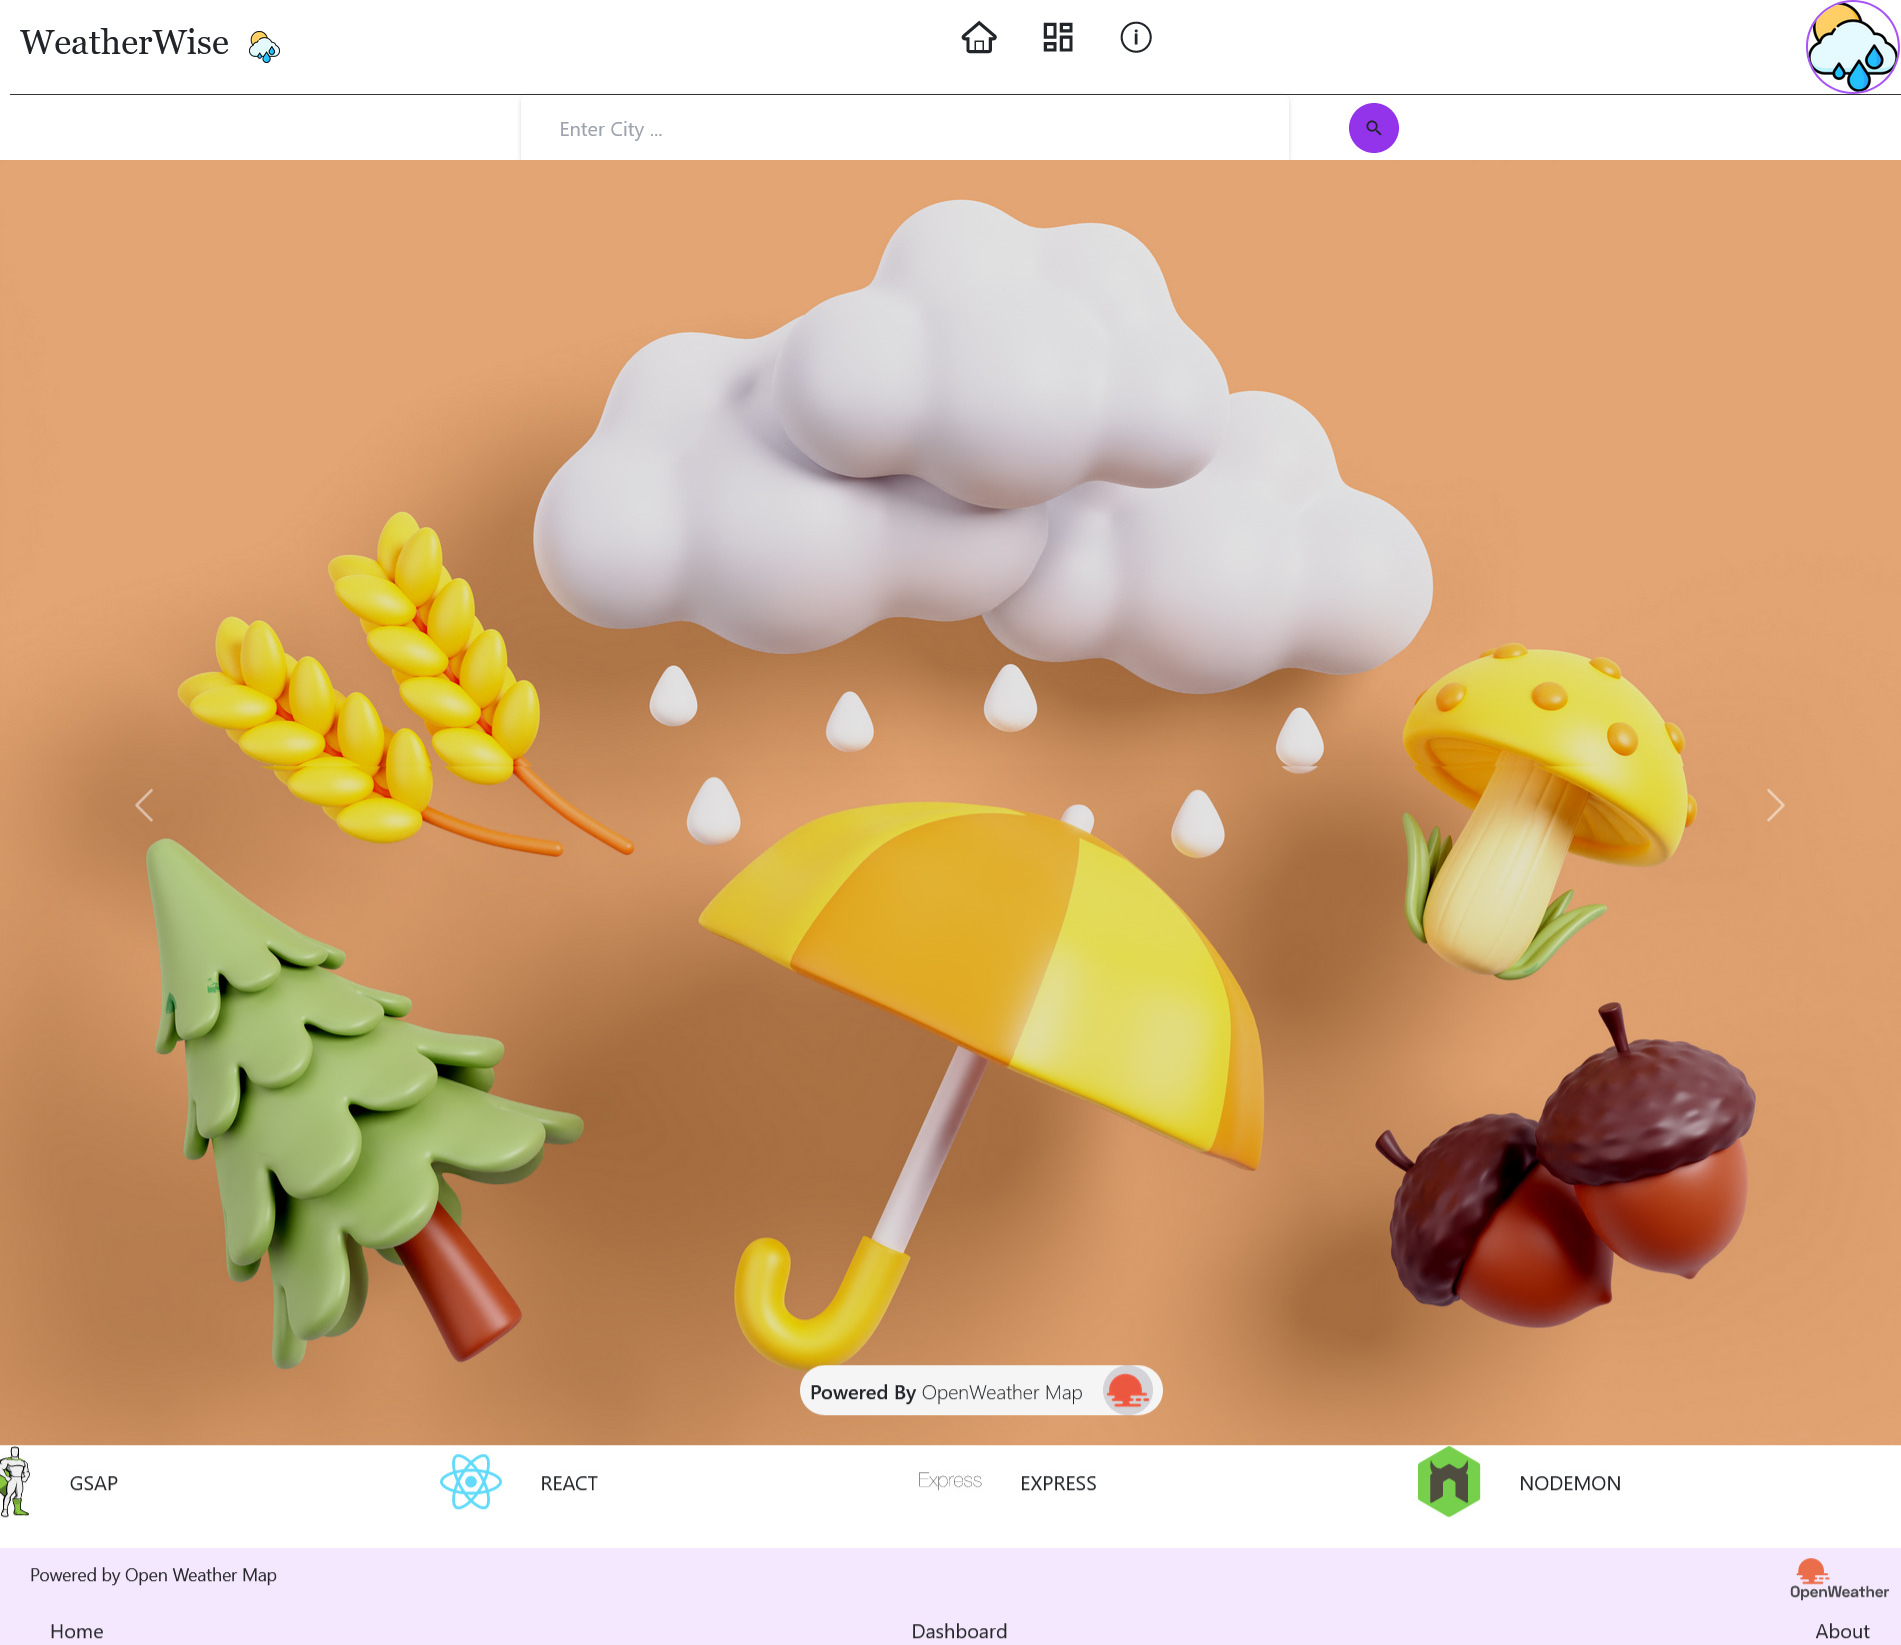 WeatherWise
Enter City ...
Powered By OpenWeather Map
GSAP
REACT
Express
EXPRESS
NODEMON
Powered by Open Weather Map
OpenWeather
Home
Dashboard
About